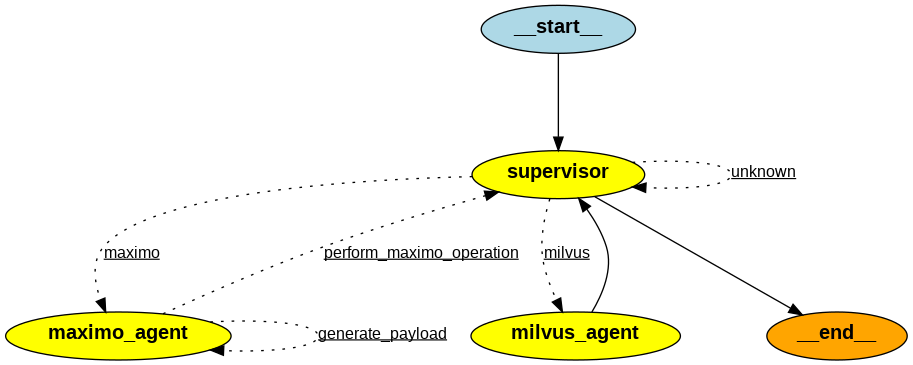 __start__
supervisor
unknown
maximo
perform_maximo_operation
milvus
maximo_agent
generate_payload
milvus_agent
__end__